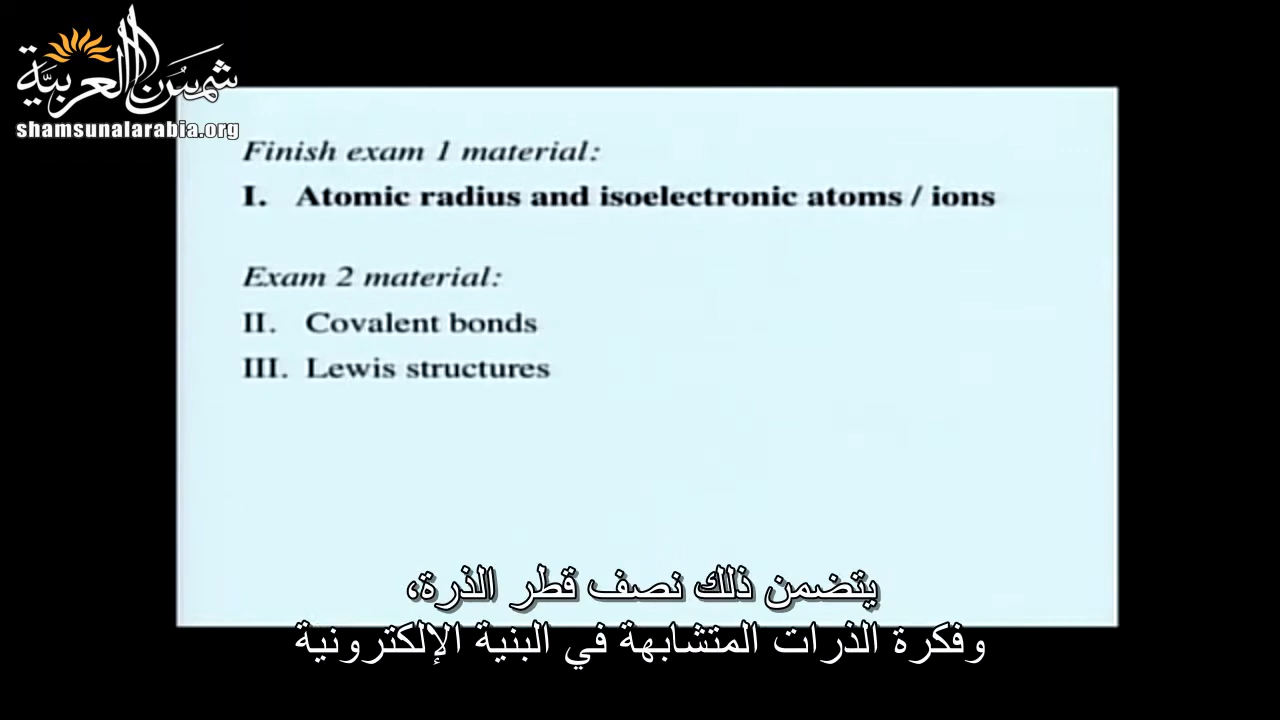 شمس العربية
shamsunalarabia.org
Finish exam 1 material:
I. Atomic radius and isoelectronic atoms / ions
Exam 2 material:
II. Covalent bonds
III. Lewis structures
يتضمن ذلك نصف قطر الذرة،
وفكرة الذرات المتشابهة في البنية الإلكترونية